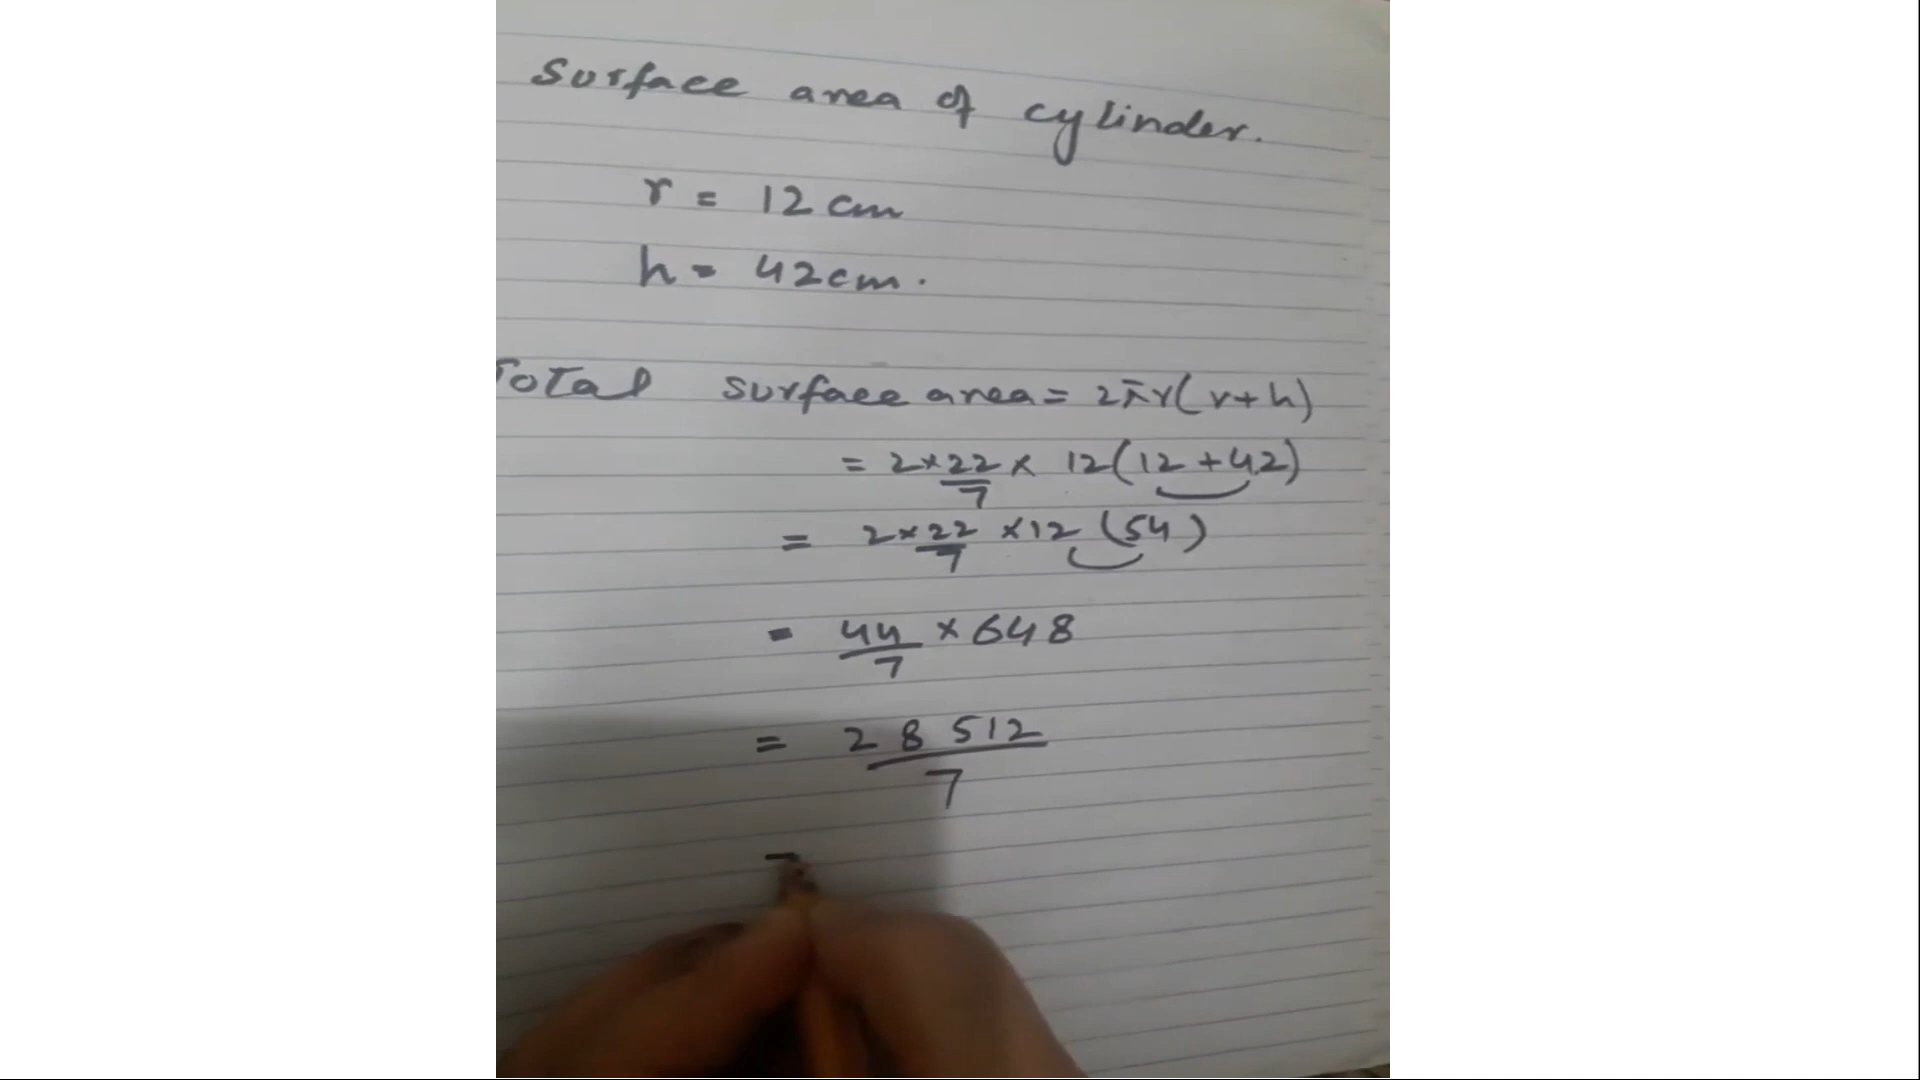 Surface area of cylinder.
r = 12 cm
h = 42cm.
Total surface area = 2πr(r+h)
= 2×22/7 × 12(12+42)
= 2×22/7 ×12 (54)
= 44/7 × 648
= 28512/7